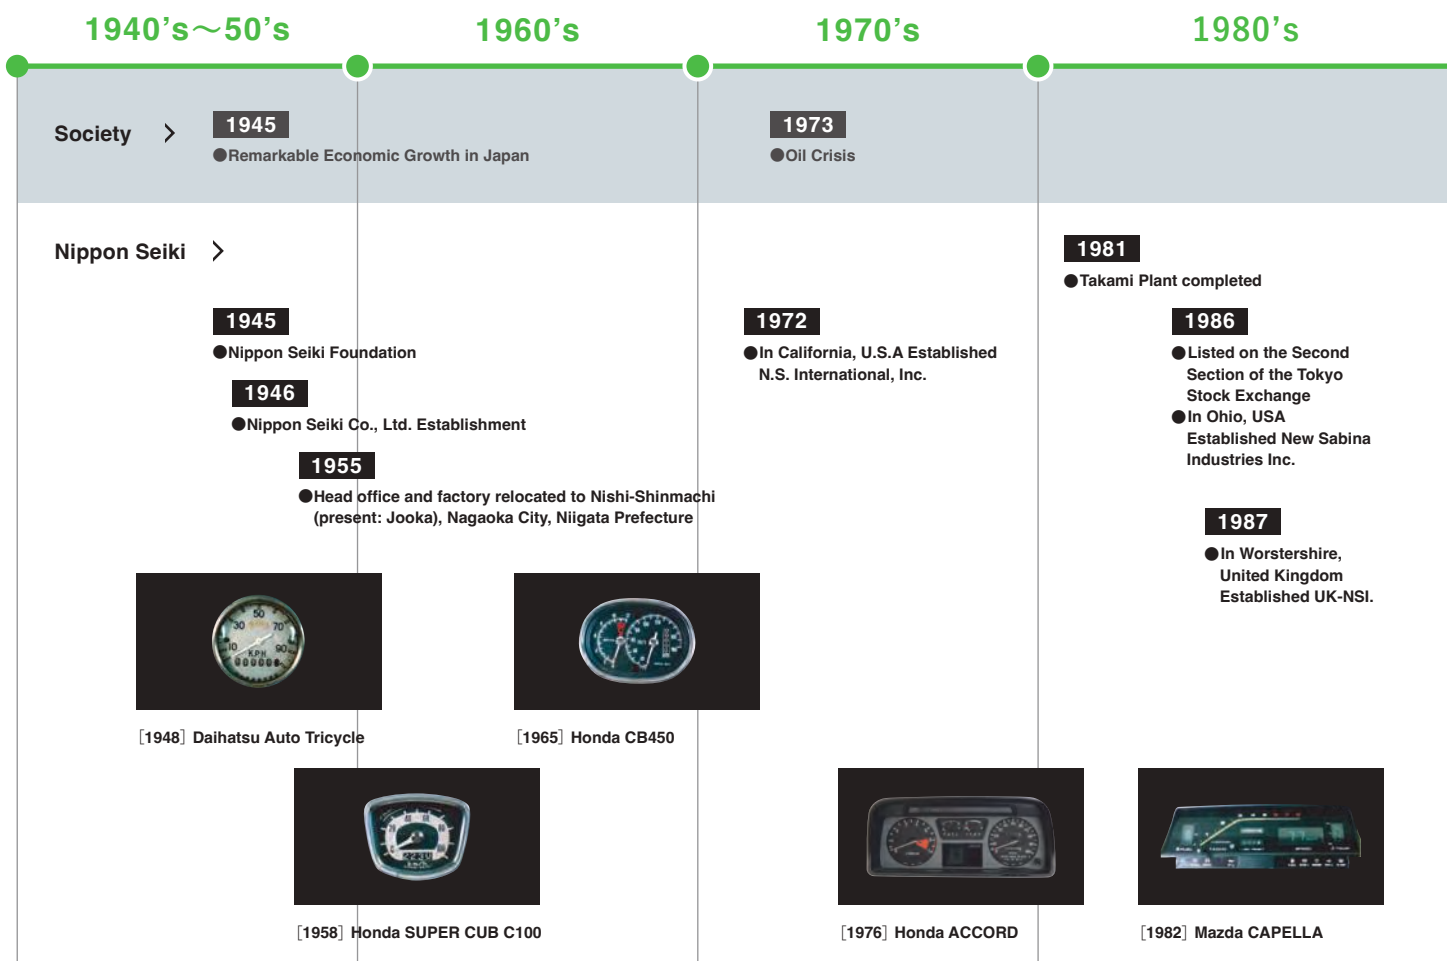 1940's～50's
1960's
1970's
1980's
Society
1945
●Remarkable Economic Growth in Japan
1973
●Oil Crisis
Nippon Seiki
1945
●Nippon Seiki Foundation
1946
●Nippon Seiki Co., Ltd. Establishment
1955
●Head office and factory relocated to Nishi-Shinmachi
(present: Jooka), Nagaoka City, Niigata Prefecture
1972
●In California, U.S.A Established
N.S. International, Inc.
1981
●Takami Plant completed
1986
●Listed on the Second
Section of the Tokyo
Stock Exchange
●In Ohio, USA
Established New Sabina
Industries Inc.
1987
●In Worstershire,
United Kingdom
Established UK-NSI.
10 30 50 70 90
K.P.H
[1948] Daihatsu Auto Tricycle
[1965] Honda CB450
[1958] Honda SUPER CUB C100
[1976] Honda ACCORD
[1982] Mazda CAPELLA